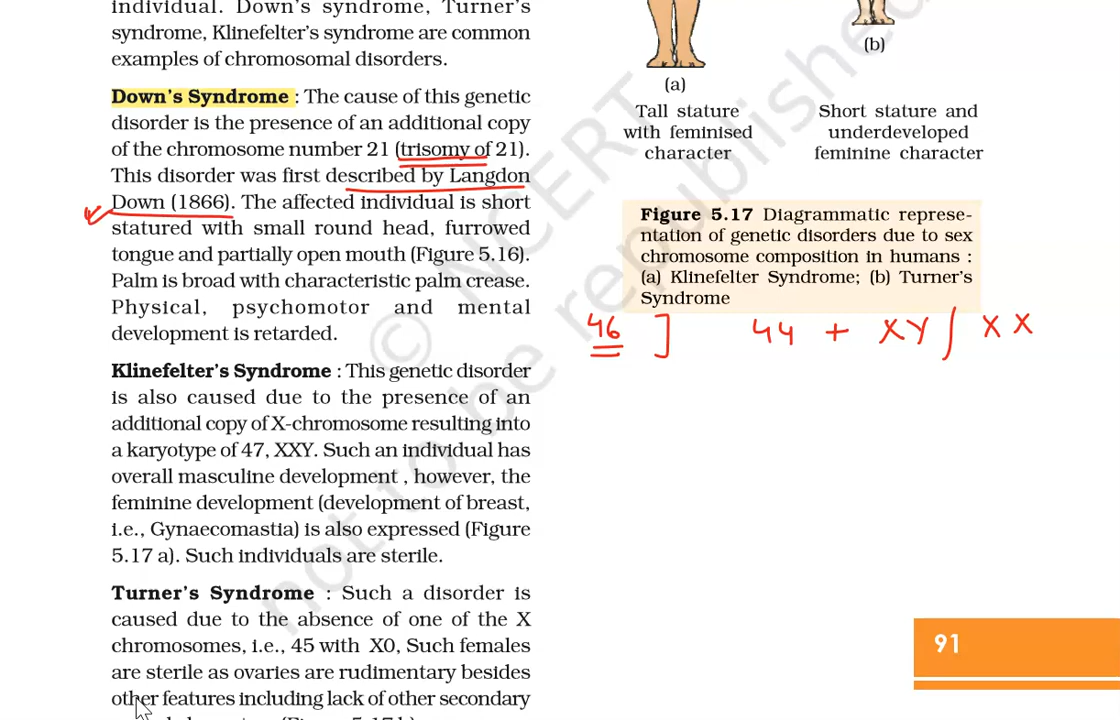 individual. Down's syndrome, Turner's
syndrome, Klinefelter's syndrome are common
examples of chromosomal disorders.
Down's Syndrome : The cause of this genetic
disorder is the presence of an additional copy
of the chromosome number 21 (trisomy of 21).
This disorder was first described by Langdon
Down (1866). The affected individual is short
statured with small round head, furrowed
tongue and partially open mouth (Figure 5.16).
Palm is broad with characteristic palm crease.
Physical, psychomotor and mental
development is retarded.
Klinefelter's Syndrome : This genetic disorder
is also caused due to the presence of an
additional copy of X-chromosome resulting into
a karyotype of 47, XXY. Such an individual has
overall masculine development , however, the
feminine development (development of breast,
i.e., Gynaecomastia) is also expressed (Figure
5.17 a). Such individuals are sterile.
Turner's Syndrome : Such a disorder is
caused due to the absence of one of the X
chromosomes, i.e., 45 with X0, Such females
are sterile as ovaries are rudimentary besides
other features including lack of other secondary
(a)
Tall stature
with feminised
character
(b)
Short stature and
underdeveloped
feminine character
Figure 5.17 Diagrammatic represe-
ntation of genetic disorders due to sex
chromosome composition in humans :
(a) Klinefelter Syndrome; (b) Turner's
Syndrome
46 ] 44 + XY / XX
© NCERT
not to be republished
91